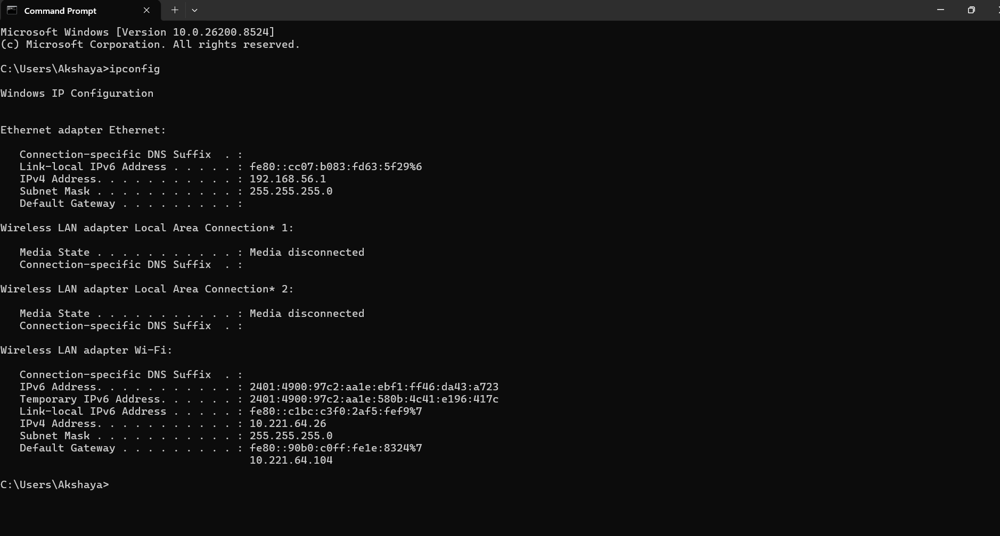 Command Prompt
Microsoft Windows [Version 10.0.26200.8524]
(c) Microsoft Corporation. All rights reserved.
C:\Users\Akshaya>ipconfig
Windows IP Configuration
Ethernet adapter Ethernet:
   Connection-specific DNS Suffix  . :
   Link-local IPv6 Address . . . . . : fe80::cc07:b083:fd63:5f29%6
   IPv4 Address. . . . . . . . . . . : 192.168.56.1
   Subnet Mask . . . . . . . . . . . : 255.255.255.0
   Default Gateway . . . . . . . . . :
Wireless LAN adapter Local Area Connection* 1:
   Media State . . . . . . . . . . . : Media disconnected
   Connection-specific DNS Suffix  . :
Wireless LAN adapter Local Area Connection* 2:
   Media State . . . . . . . . . . . : Media disconnected
   Connection-specific DNS Suffix  . :
Wireless LAN adapter Wi-Fi:
   Connection-specific DNS Suffix  . :
   IPv6 Address. . . . . . . . . . . : 2401:4900:97c2:aa1e:ebf1:ff46:da43:a723
   Temporary IPv6 Address. . . . . . : 2401:4900:97c2:aa1e:580b:4c41:e196:417c
   Link-local IPv6 Address . . . . . : fe80::c1bc:c3f0:2af5:fef9%7
   IPv4 Address. . . . . . . . . . . : 10.221.64.26
   Subnet Mask . . . . . . . . . . . : 255.255.255.0
   Default Gateway . . . . . . . . . : fe80::90b0:c0ff:fe1e:8324%7
                                       10.221.64.104
C:\Users\Akshaya>